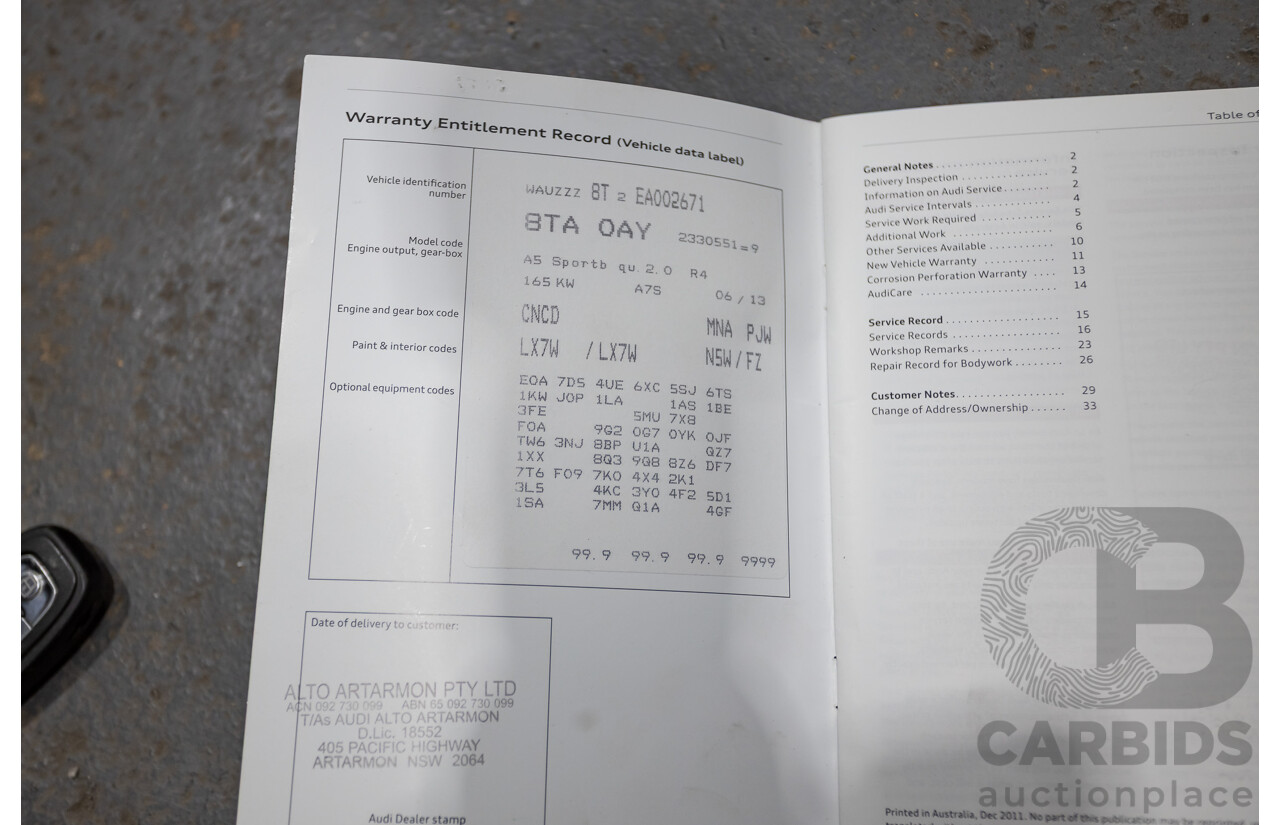 Warranty Entitlement Record (Vehicle data label)
Vehicle identification number
WAUZZZ 8T 2 EA002671
Model code
8TA 0AY 2330551=9
Engine output, gear-box
A5 Sportb qu.2.0 R4
165 KW A7S 06 / 13
Engine and gear box code
CNCD MNA PJW
Paint & interior codes
LX7W / LX7W N5W/FZ
Optional equipment codes
E0A 7D5 4UE 6XC 5SJ 6TS
1KW J0P 1LA 1AS 1BE
3FE 5MU 7X8
F0A 9G2 0G7 0YK 0JF
TW6 3NJ 8BP U1A QZ7
1XX 8Q3 9Q8 8Z6 DF7
7T6 F09 7K0 4X4 2K1
3L5 4KC 3Y0 4F2 5D1
1SA 7MM Q1A 4GF
99.9 99.9 99.9 9999
Date of delivery to customer:
ALTO ARTARMON PTY LTD
ACN 092 730 099 ABN 65 092 730 099
T/As AUDI ALTO ARTARMON
D.Lic. 18552
405 PACIFIC HIGHWAY
ARTARMON NSW 2064
Audi Dealer stamp
Table of
General Notes . . . . . . . . . . . . . . . . . . 2
Delivery Inspection . . . . . . . . . . . . . . 2
Information on Audi Service . . . . . . . 2
Audi Service Intervals . . . . . . . . . . . . 4
Service Work Required . . . . . . . . . . . 5
Additional Work . . . . . . . . . . . . . . . . 6
Other Services Available . . . . . . . . . . 10
New Vehicle Warranty . . . . . . . . . . . 11
Corrosion Perforation Warranty . . . . 13
AudiCare . . . . . . . . . . . . . . . . . . . . . . 14
Service Record . . . . . . . . . . . . . . . . . . 15
Service Records . . . . . . . . . . . . . . . . . 16
Workshop Remarks . . . . . . . . . . . . . . 23
Repair Record for Bodywork . . . . . . . . 26
Customer Notes. . . . . . . . . . . . . . . . . 29
Change of Address/Ownership . . . . . . 33
CARBIDS
auctionplace
Printed in Australia, Dec 2011. No part of this publication may be reprinted,